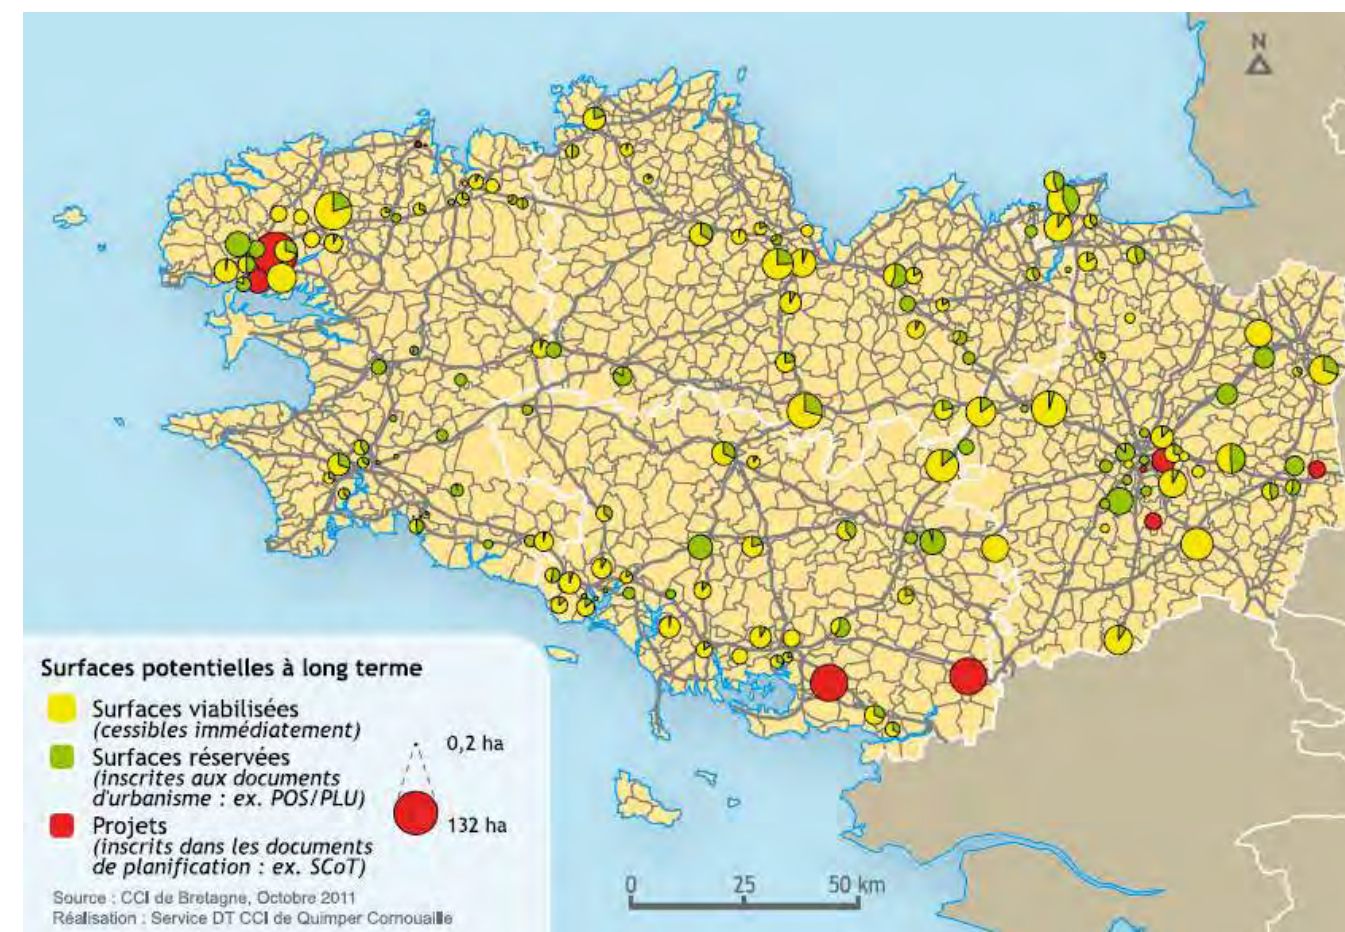 N
Surfaces potentielles à long terme
Surfaces viabilisées
(cessibles immédiatement)
Surfaces réservées
(inscrites aux documents
d'urbanisme : ex. POS/PLU)
Projets
(inscrits dans les documents
de planification : ex. SCoT)
0,2 ha
132 ha
Source : CCI de Bretagne, Octobre 2011
Réalisation : Service DT CCI de Quimper Cornouaille
0 25 50 km